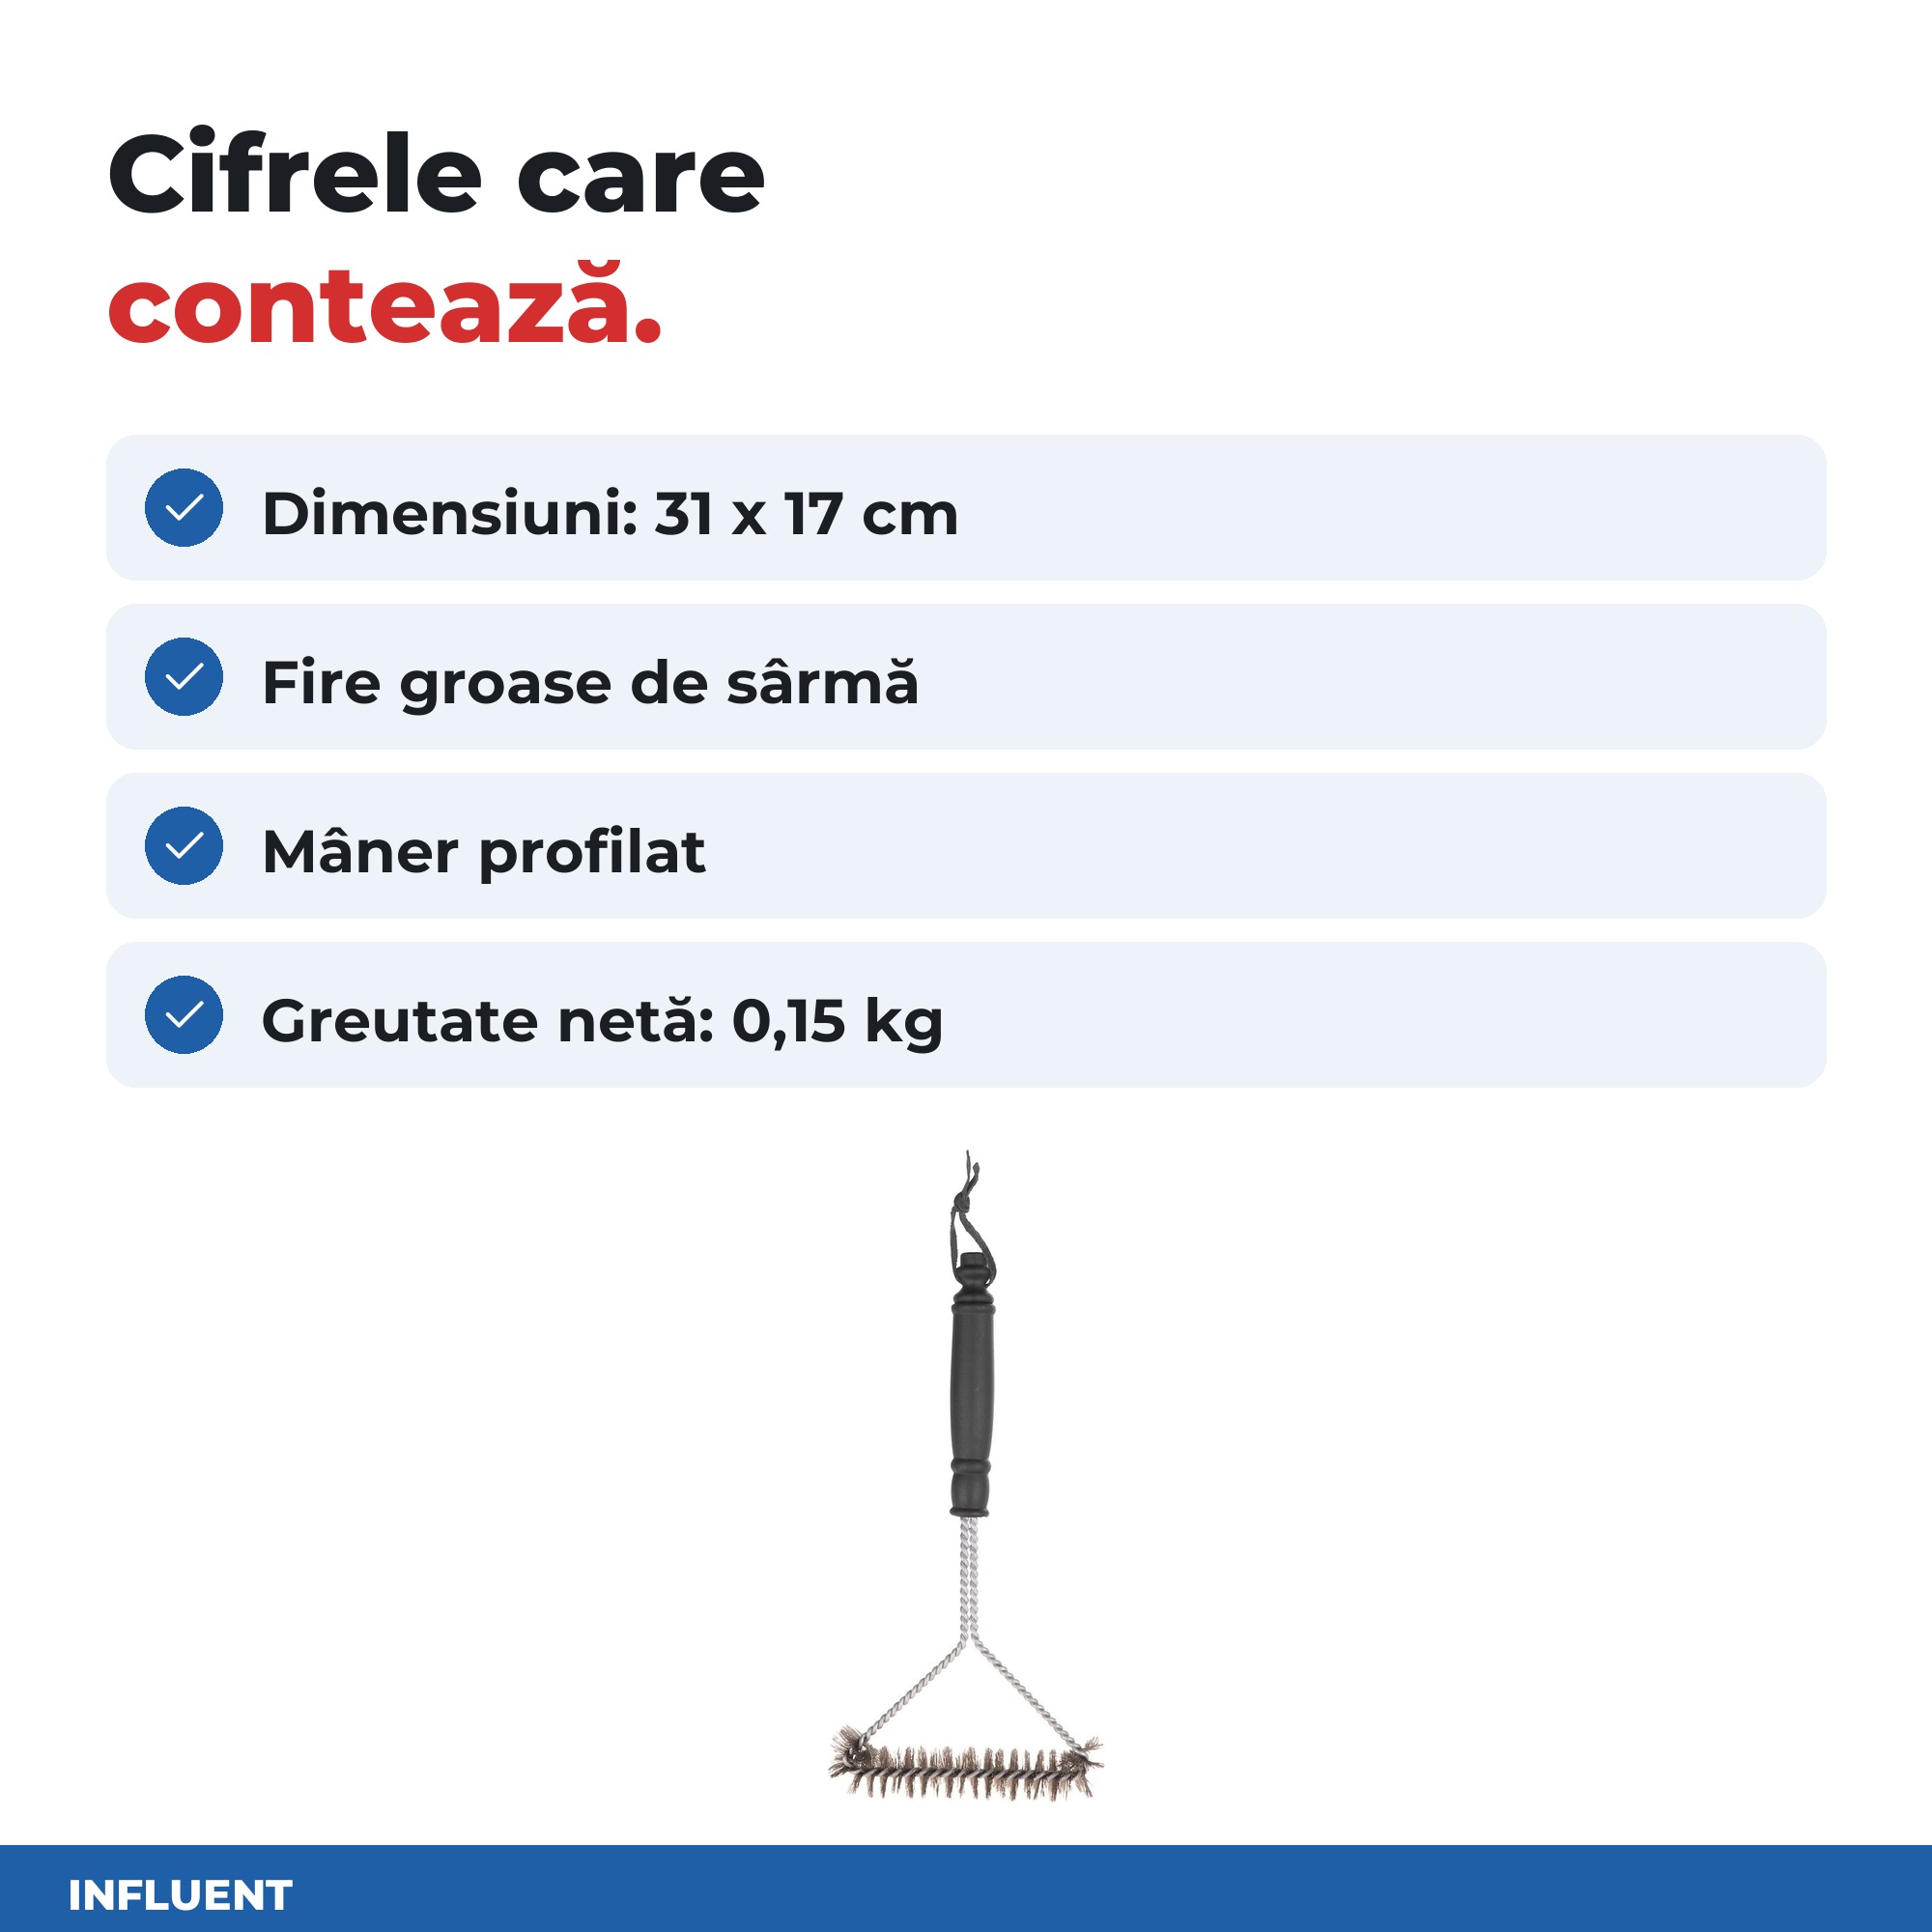 Cifrele care
contează.
Dimensiuni: 31 x 17 cm
Fire groase de sârmă
Mâner profilat
Greutate netă: 0,15 kg
INFLUENT